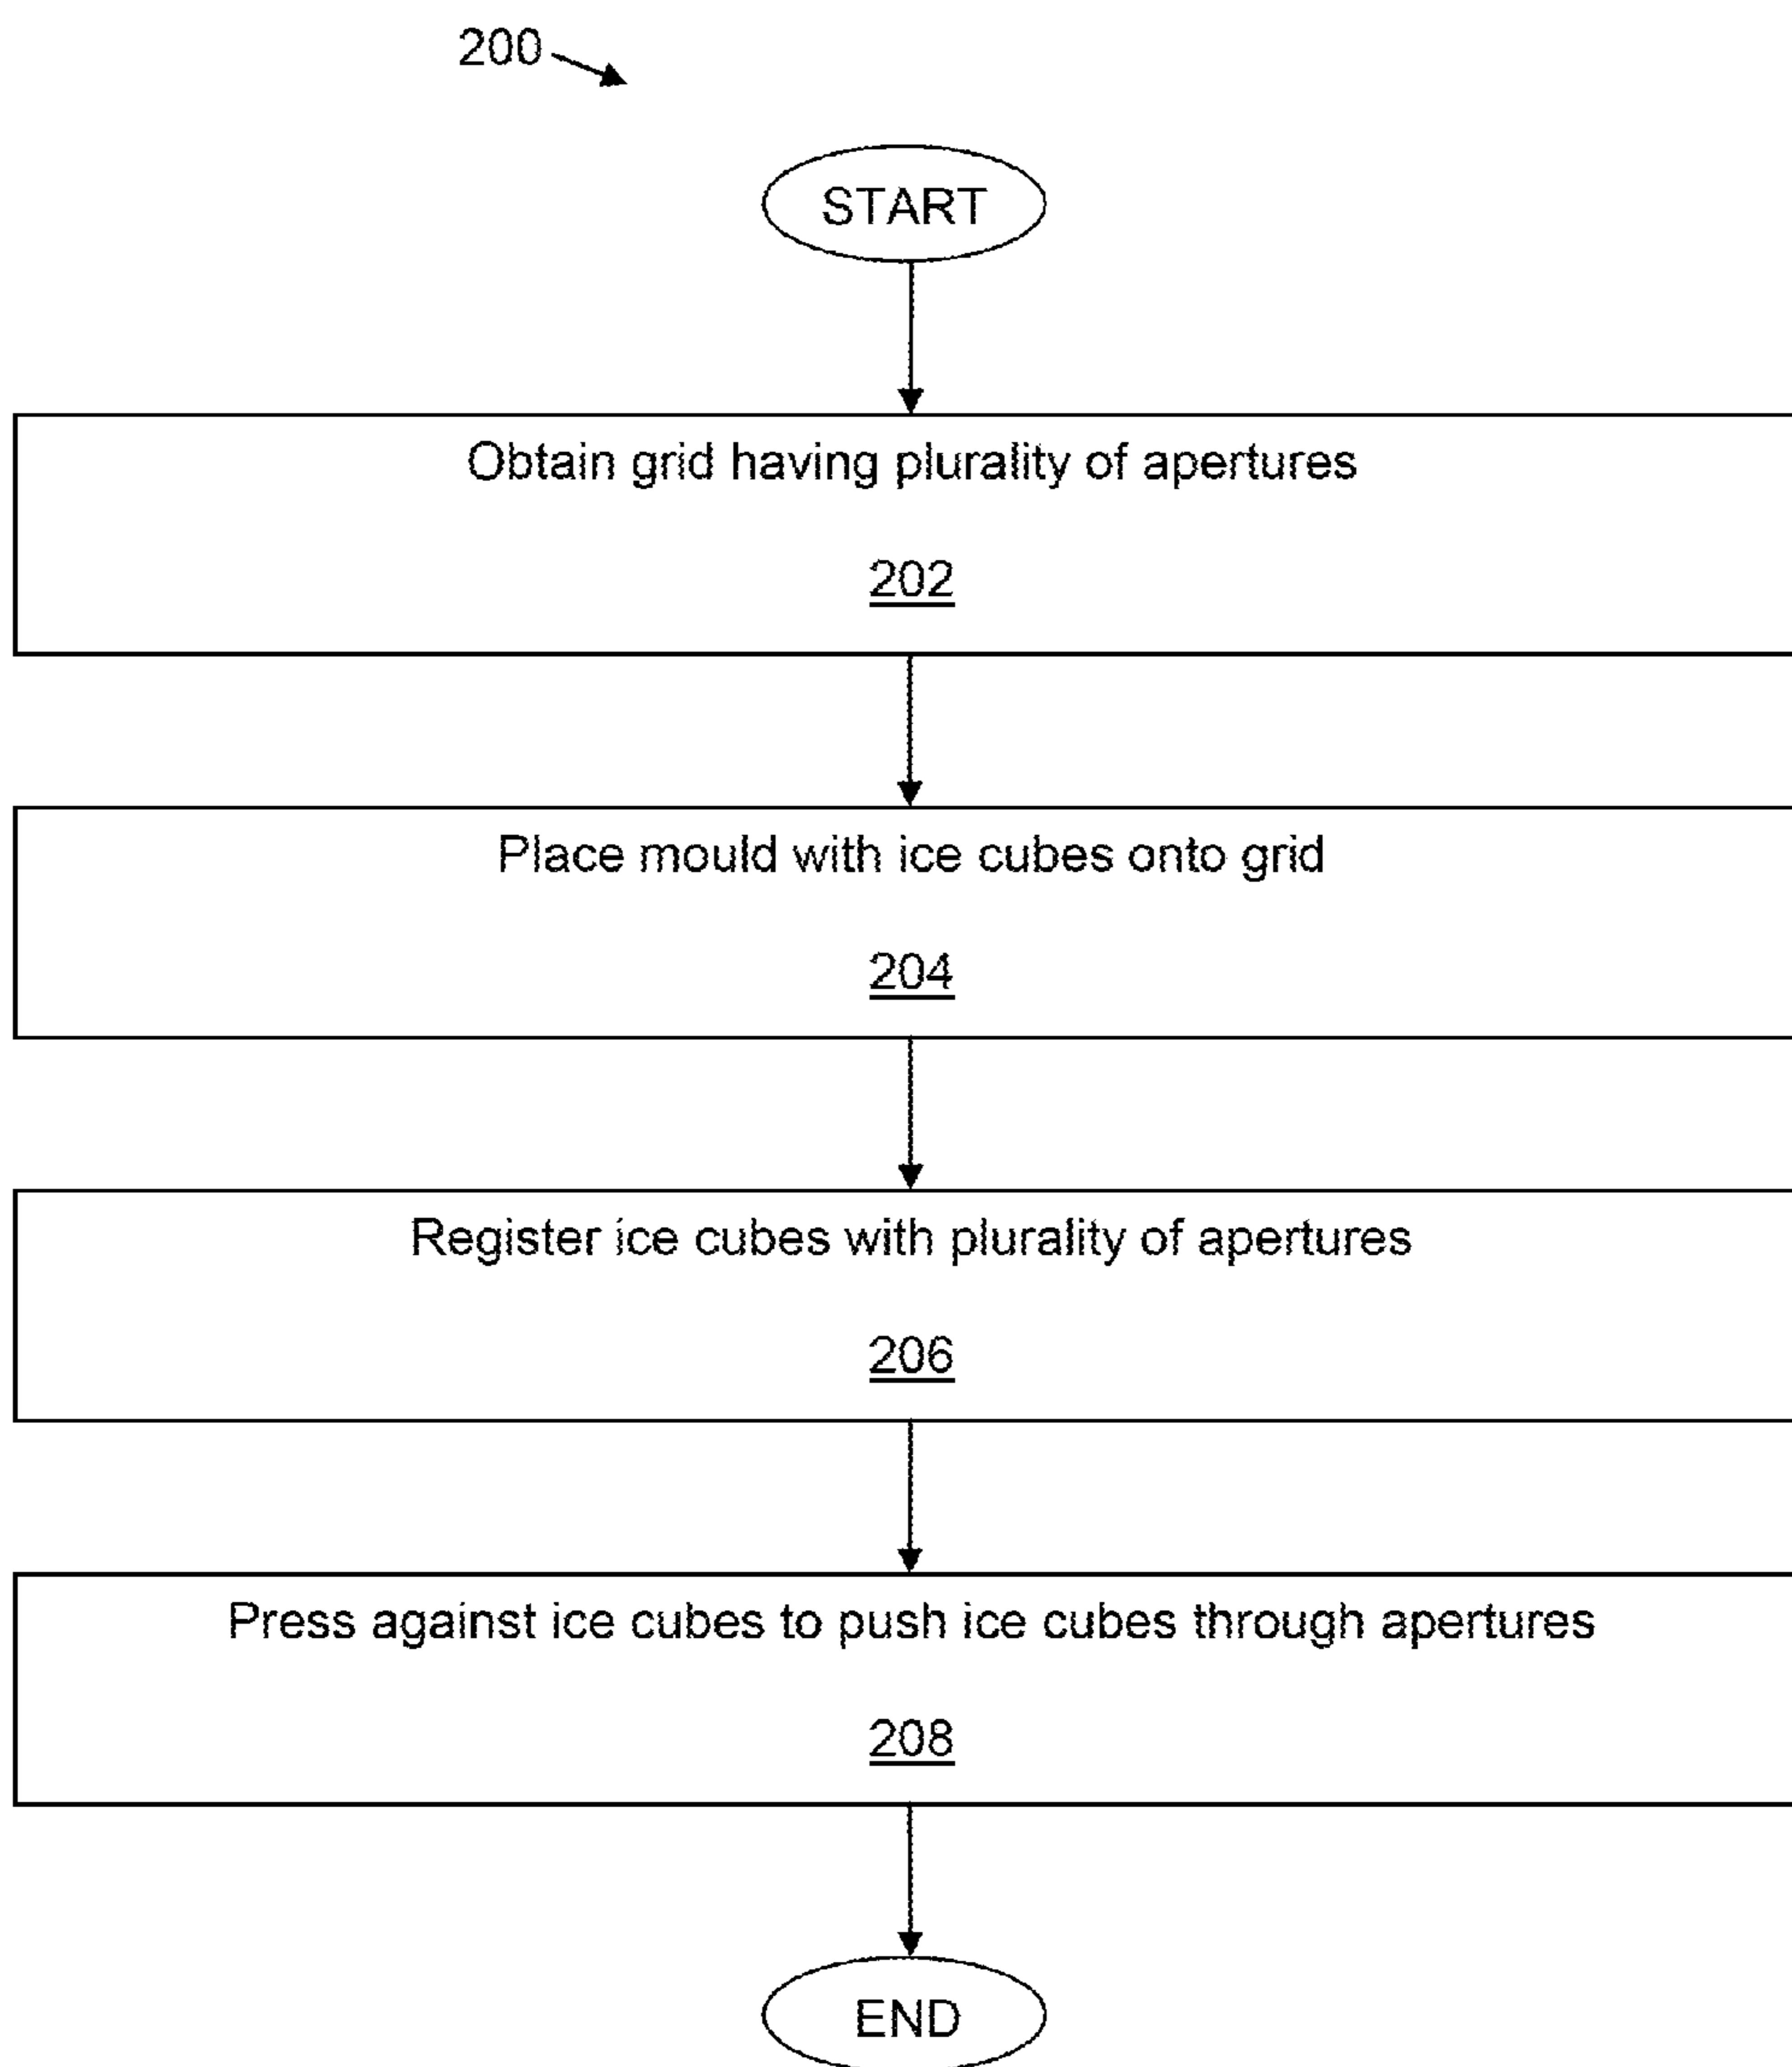 200
START
Obtain grid having plurality of apertures
202
Place mould with ice cubes onto grid
204
Register ice cubes with plurality of apertures
206
Press against ice cubes to push ice cubes through apertures
208
END